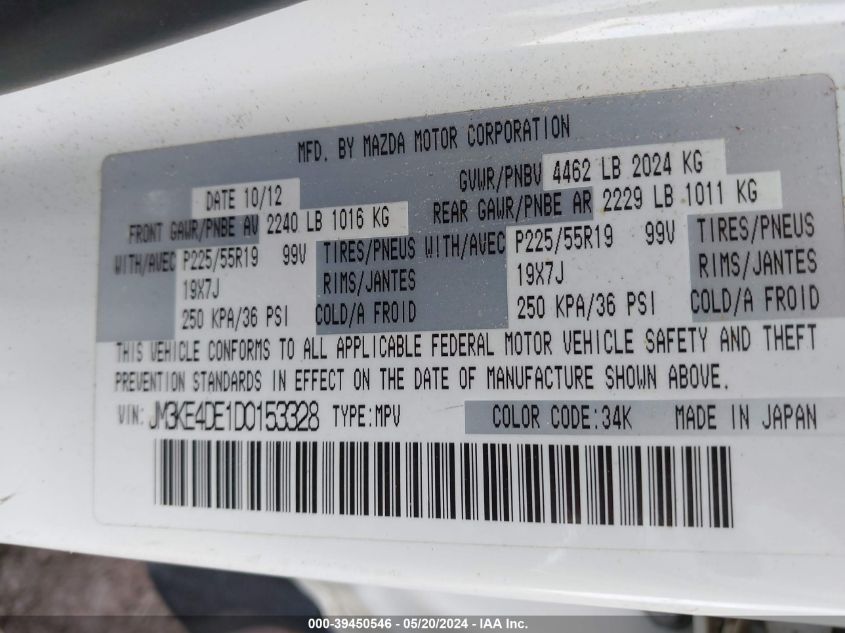 MFD. BY MAZDA MOTOR CORPORATION
DATE 10/12 GVWR/PNBV 4462 LB 2024 KG
FRONT GAWR/PNBE AV 2240 LB 1016 KG REAR GAWR/PNBE AR 2229 LB 1011 KG
WITH/AVEC P225/55R19 99V TIRES/PNEUS WITH/AVEC P225/55R19 99V TIRES/PNEUS
19X7J RIMS/JANTES 19X7J RIMS/JANTES
250 KPA/36 PSI COLD/A FROID 250 KPA/36 PSI COLD/A FROID
THIS VEHICLE CONFORMS TO ALL APPLICABLE FEDERAL MOTOR VEHICLE SAFETY AND THEFT
PREVENTION STANDARDS IN EFFECT ON THE DATE OF MANUFACTURE SHOWN ABOVE.
VIN: JM3KE4DE1D0153328 TYPE:MPV COLOR CODE:34K MADE IN JAPAN
000-39450546 — 05/20/2024 — IAA Inc.